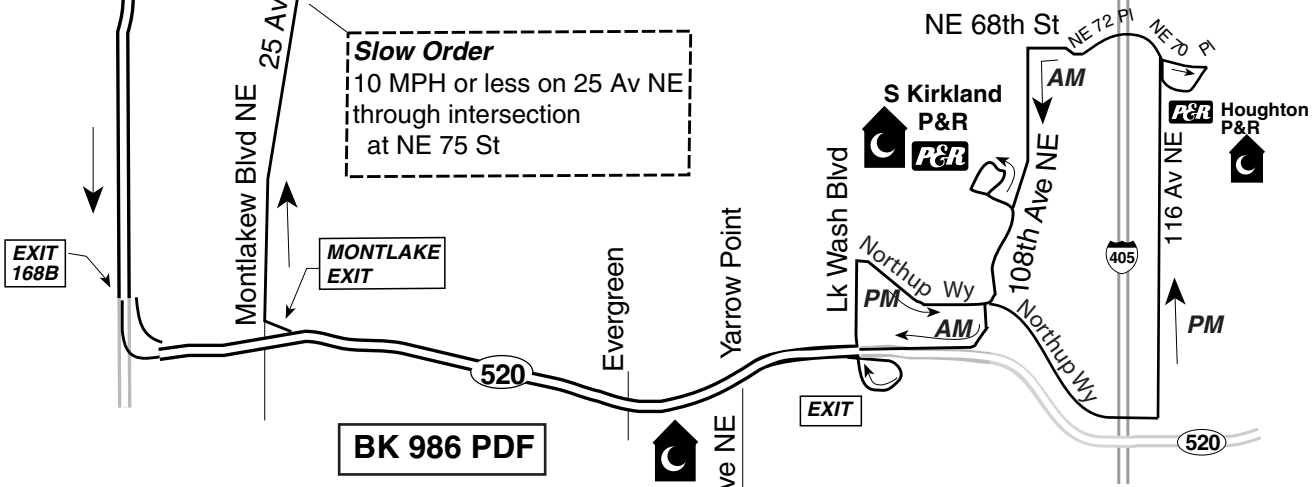 25 Av
Slow Order
10 MPH or less on 25 Av NE
through intersection
at NE 75 St
NE 68th St
NE 72 Pl
NE 70 Pl
AM
S Kirkland
P&R
P&R
P&R
Houghton
P&R
Montlakew Blvd NE
Lk Wash Blvd
108th Ave NE
116 Av NE
EXIT
168B
MONTLAKE
EXIT
Evergreen
Yarrow Point
Northup Wy
PM
AM
405
Northup Wy
PM
520
EXIT
BK 986 PDF
ve NE
520